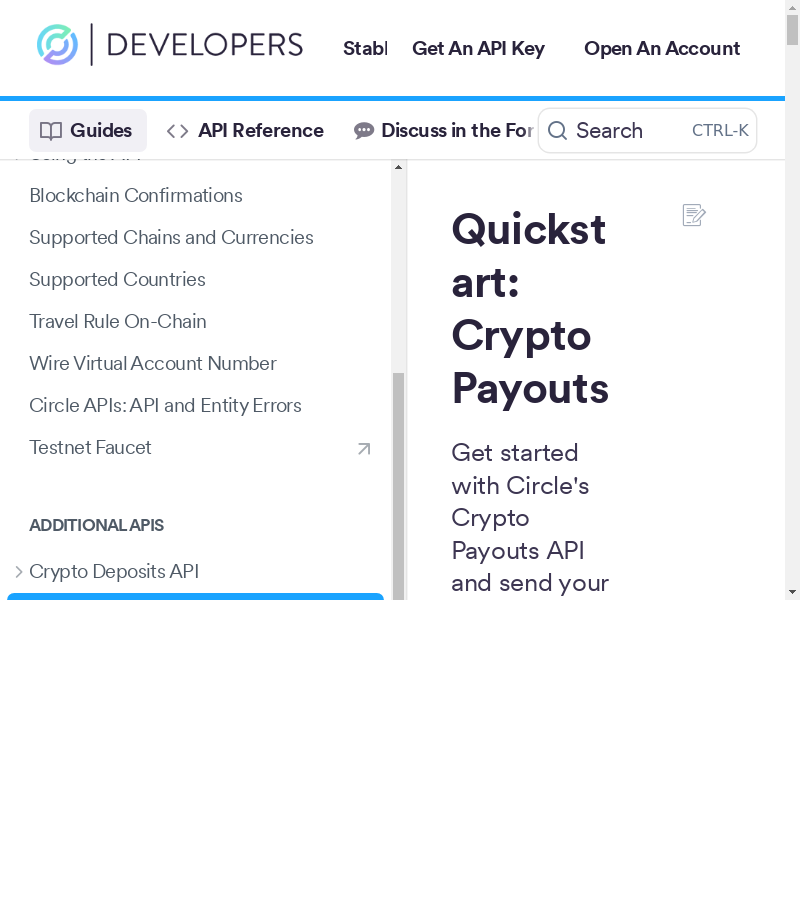 DEVELOPERS
Stabl
Get An API Key
Open An Account
Guides
API Reference
Discuss in the For
Search
CTRL-K
Blockchain Confirmations
Supported Chains and Currencies
Supported Countries
Travel Rule On-Chain
Wire Virtual Account Number
Circle APIs: API and Entity Errors
Testnet Faucet
ADDITIONAL APIS
Crypto Deposits API
Quickst
art:
Crypto
Payouts
Get started
with Circle's
Crypto
Payouts API
and send your